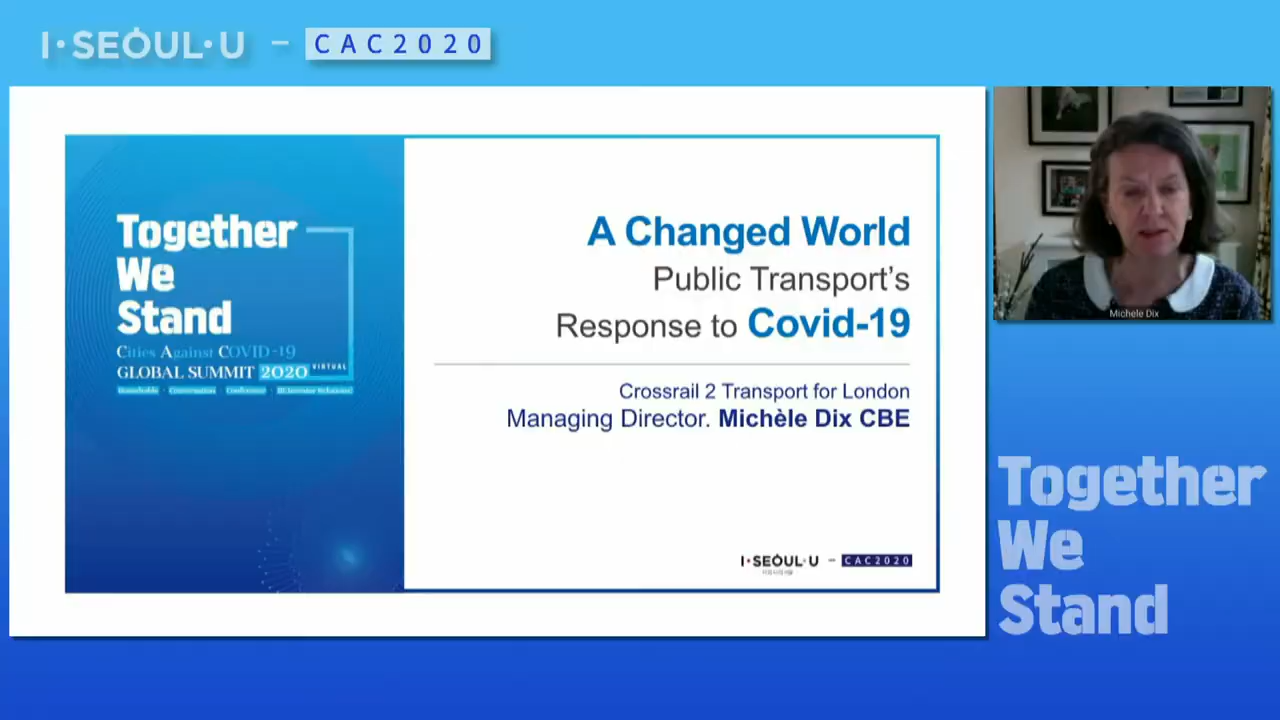 I·SEOUL·U – CAC2020
Together
We
Stand
Cities Against COVID-19
GLOBAL SUMMIT 2020 VIRTUAL
A Changed World
Public Transport's
Response to Covid-19
Crossrail 2 Transport for London
Managing Director. Michèle Dix CBE
I·SEOUL·U – CAC2020
Michele Dix
Together
We
Stand